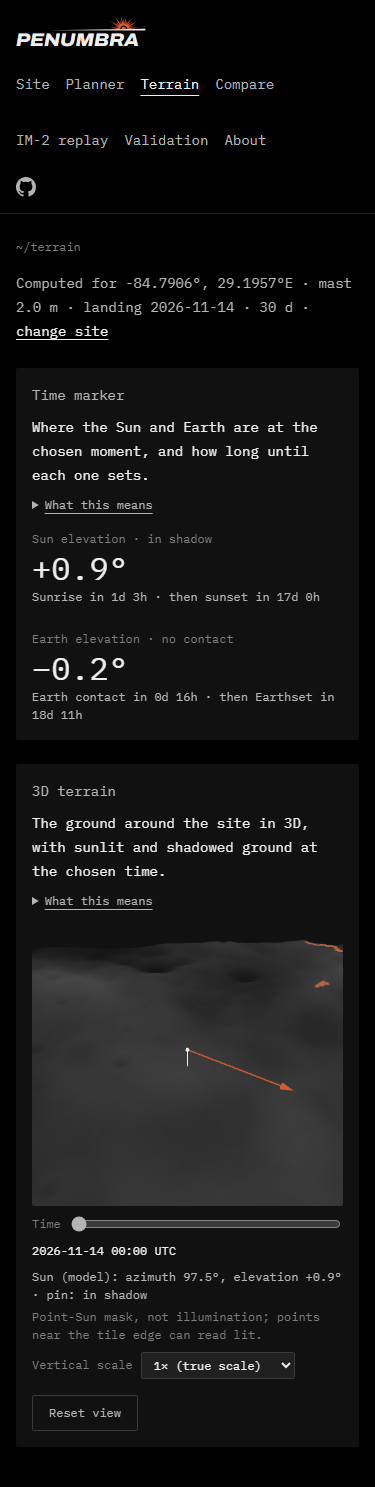 PENUMBRA
Site Planner Terrain Compare
IM-2 replay Validation About
~/terrain
Computed for -84.7906°, 29.1957°E · mast
2.0 m · landing 2026-11-14 · 30 d ·
change site
Time marker
Where the Sun and Earth are at the
chosen moment, and how long until
each one sets.
▶ What this means
Sun elevation · in shadow
+0.9°
Sunrise in 1d 3h · then sunset in 17d 0h
Earth elevation · no contact
−0.2°
Earth contact in 0d 16h · then Earthset in
18d 11h
3D terrain
The ground around the site in 3D,
with sunlit and shadowed ground at
the chosen time.
▶ What this means
Time
2026-11-14 00:00 UTC
Sun (model): azimuth 97.5°, elevation +0.9°
· pin: in shadow
Point-Sun mask, not illumination; points
near the tile edge can read lit.
Vertical scale 1× (true scale)
Reset view